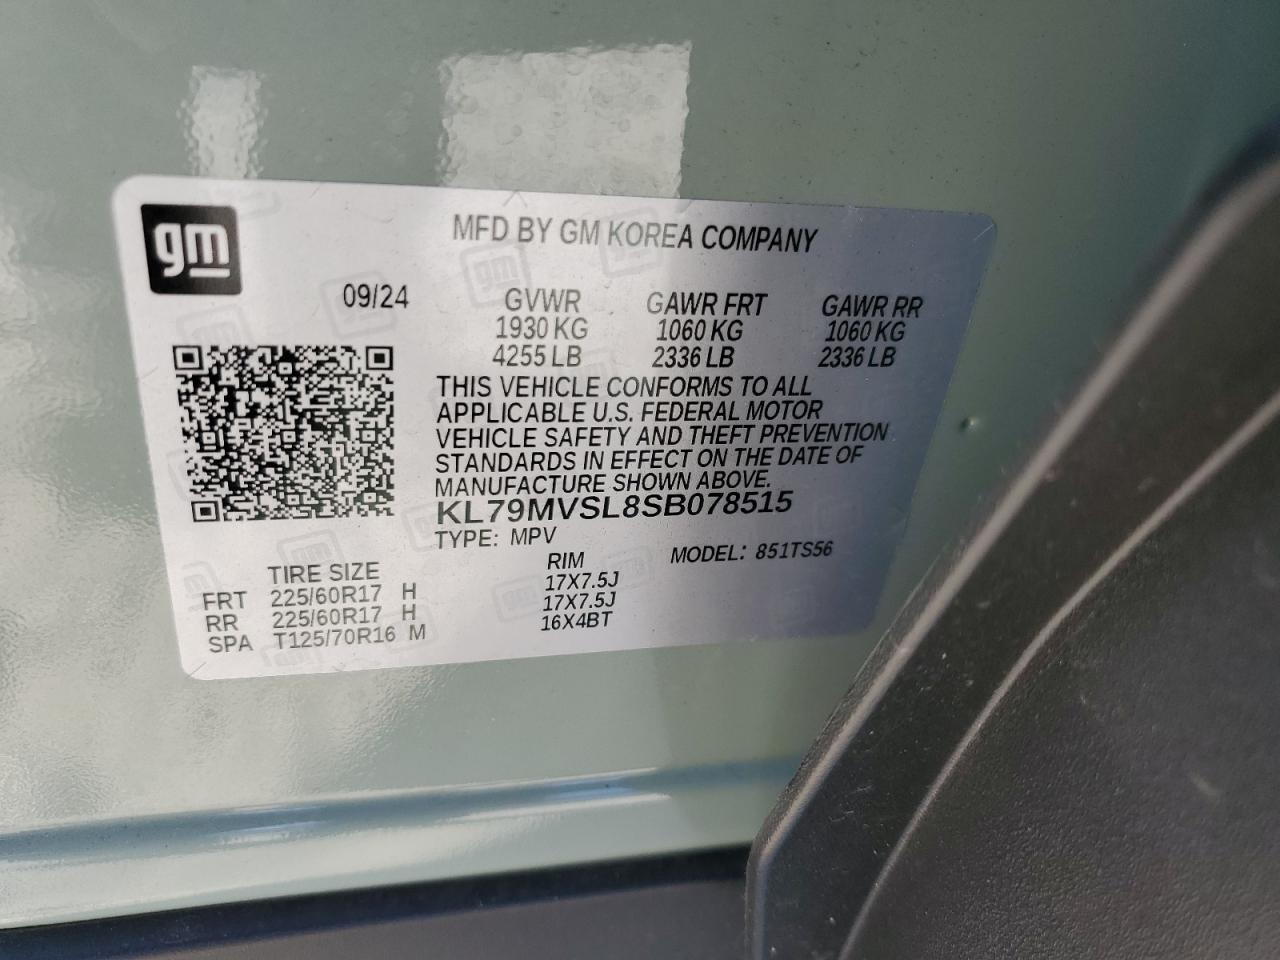 gm
MFD BY GM KOREA COMPANY
09/24
GVWR GAWR FRT GAWR RR
1930 KG 1060 KG 1060 KG
4255 LB 2336 LB 2336 LB
THIS VEHICLE CONFORMS TO ALL
APPLICABLE U.S. FEDERAL MOTOR
VEHICLE SAFETY AND THEFT PREVENTION
STANDARDS IN EFFECT ON THE DATE OF
MANUFACTURE SHOWN ABOVE.
KL79MVSL8SB078515
TYPE: MPV MODEL: 851TS56
TIRE SIZE RIM
FRT 225/60R17 H 17X7.5J
RR 225/60R17 H 17X7.5J
SPA T125/70R16 M 16X4BT